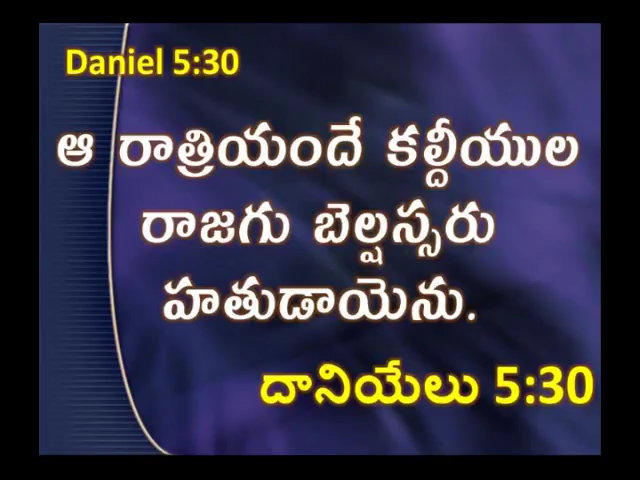 Daniel 5:30
ఆ రాత్రియందే కల్దీయుల
రాజగు బెల్షస్సరు
హతుడాయెను.
దానియేలు 5:30